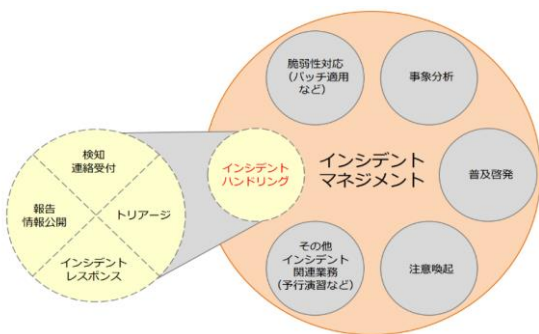 脆弱性対応
(パッチ適用
など)
事象分析
検知
連絡受付
インシデント
ハンドリング
インシデント
マネジメント
普及啓発
報告
情報公開
トリアージ
インシデント
レスポンス
その他
インシデント
関連業務
(予行演習など)
注意喚起